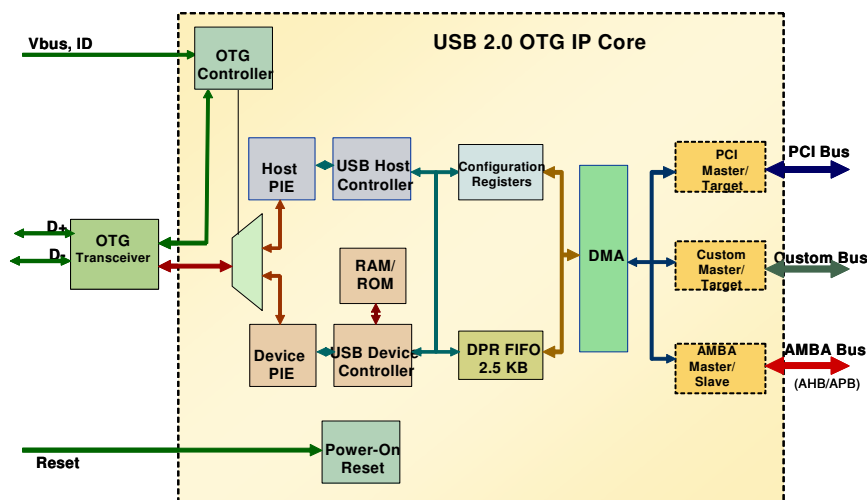 USB 2.0 OTG IP Core
Vbus, ID
OTG
Controller
Host
PIE
USB Host
Controller
Configuration
Registers
PCI
Master/
Target
PCI Bus
D+
D-
OTG
Transceiver
RAM/
ROM
DMA
Custom
Master/
Target
Custom Bus
Device
PIE
USB Device
Controller
DPR FIFO
2.5 KB
AMBA
Master/
Slave
AMBA Bus
(AHB/APB)
Reset
Power-On
Reset